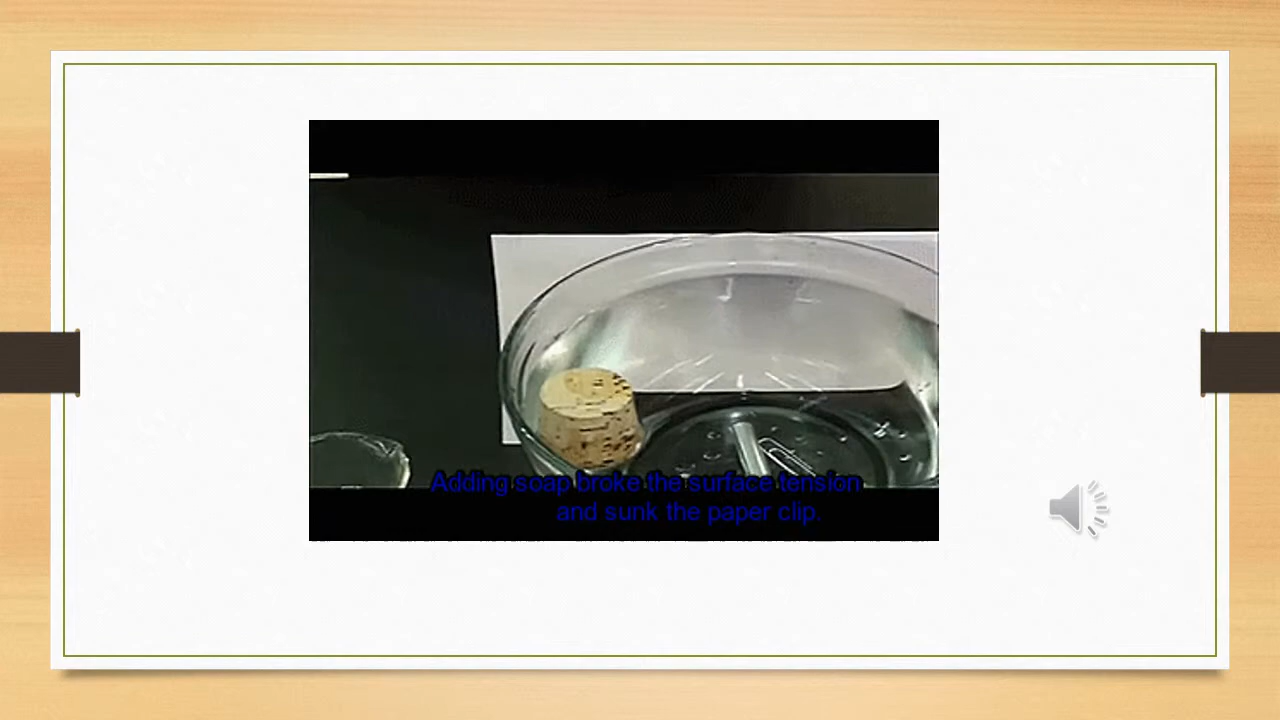 Adding soap broke the surface tension
and sunk the paper clip.